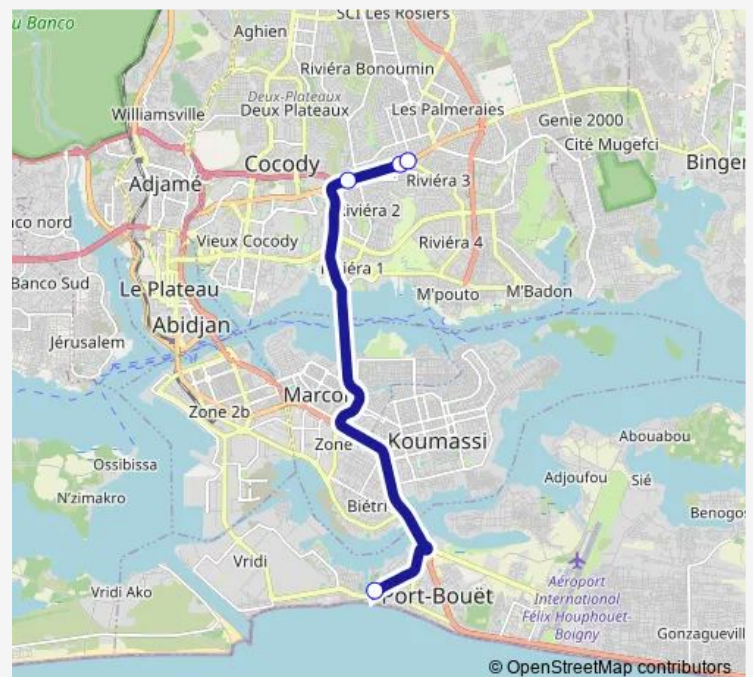 u Banco
SCI Les Rosiers
Aghien
Riviéra Bonoumin
Deux-Plateaux
Deux Plateaux
Les Palmeraies
Williamsville
Genie 2000
Cité Mugefci
Cocody
Binger
Adjamé
Riviéra 3
iviéra 2
co nord
Vieux Cocody
Riviéra 4
iéra 1
Banco Sud
Le Plateau
M'pouto
M'Badon
Abidjan
Jérusalem
Marco
Zone 2b
Zone
Koumassi
Abouabou
Ossibissa
Adjoufou
Sié
N'zimakro
Biétri
Benogos
Vridi
Aéroport
International
Félix Houphouët-
Boigny
Vridi Ako
Port-Bouët
Gonzaguevill
© OpenStreetMap contributors